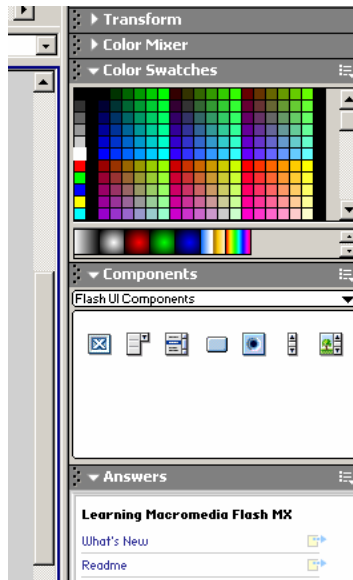 Transform
Color Mixer
Color Swatches
Components
Flash UI Components
Answers
Learning Macromedia Flash MX
What's New
Readme